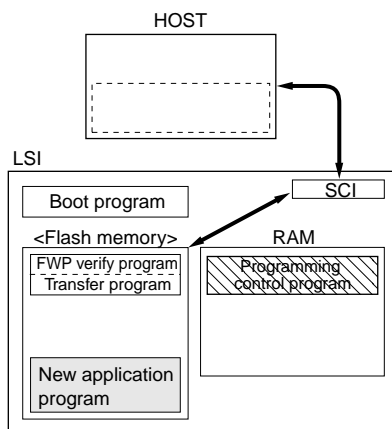 HOST
LSI
SCI
Boot program
<Flash memory>
RAM
FWP verify program
Transfer program
Programming
control program
New application
program